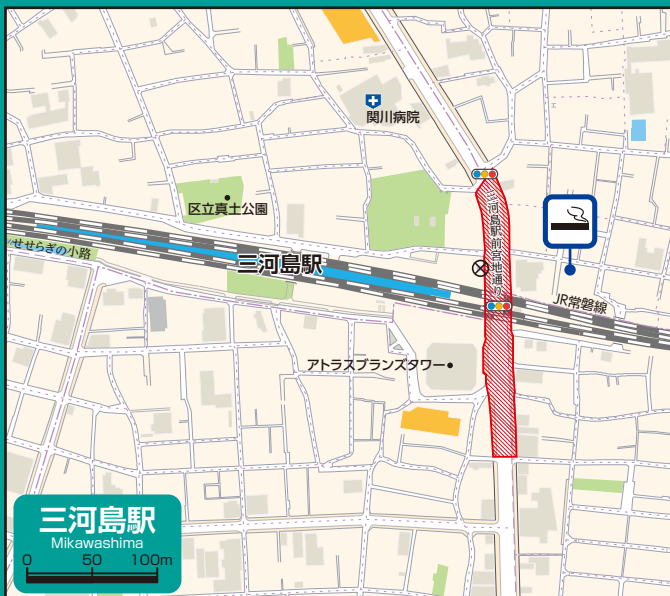 関川病院
区立真土公園
三河島駅前宮地通り
せせらぎの小路
三河島駅
JR常磐線
アトラスブランズタワー
三河島駅
Mikawashima
0 50 100m